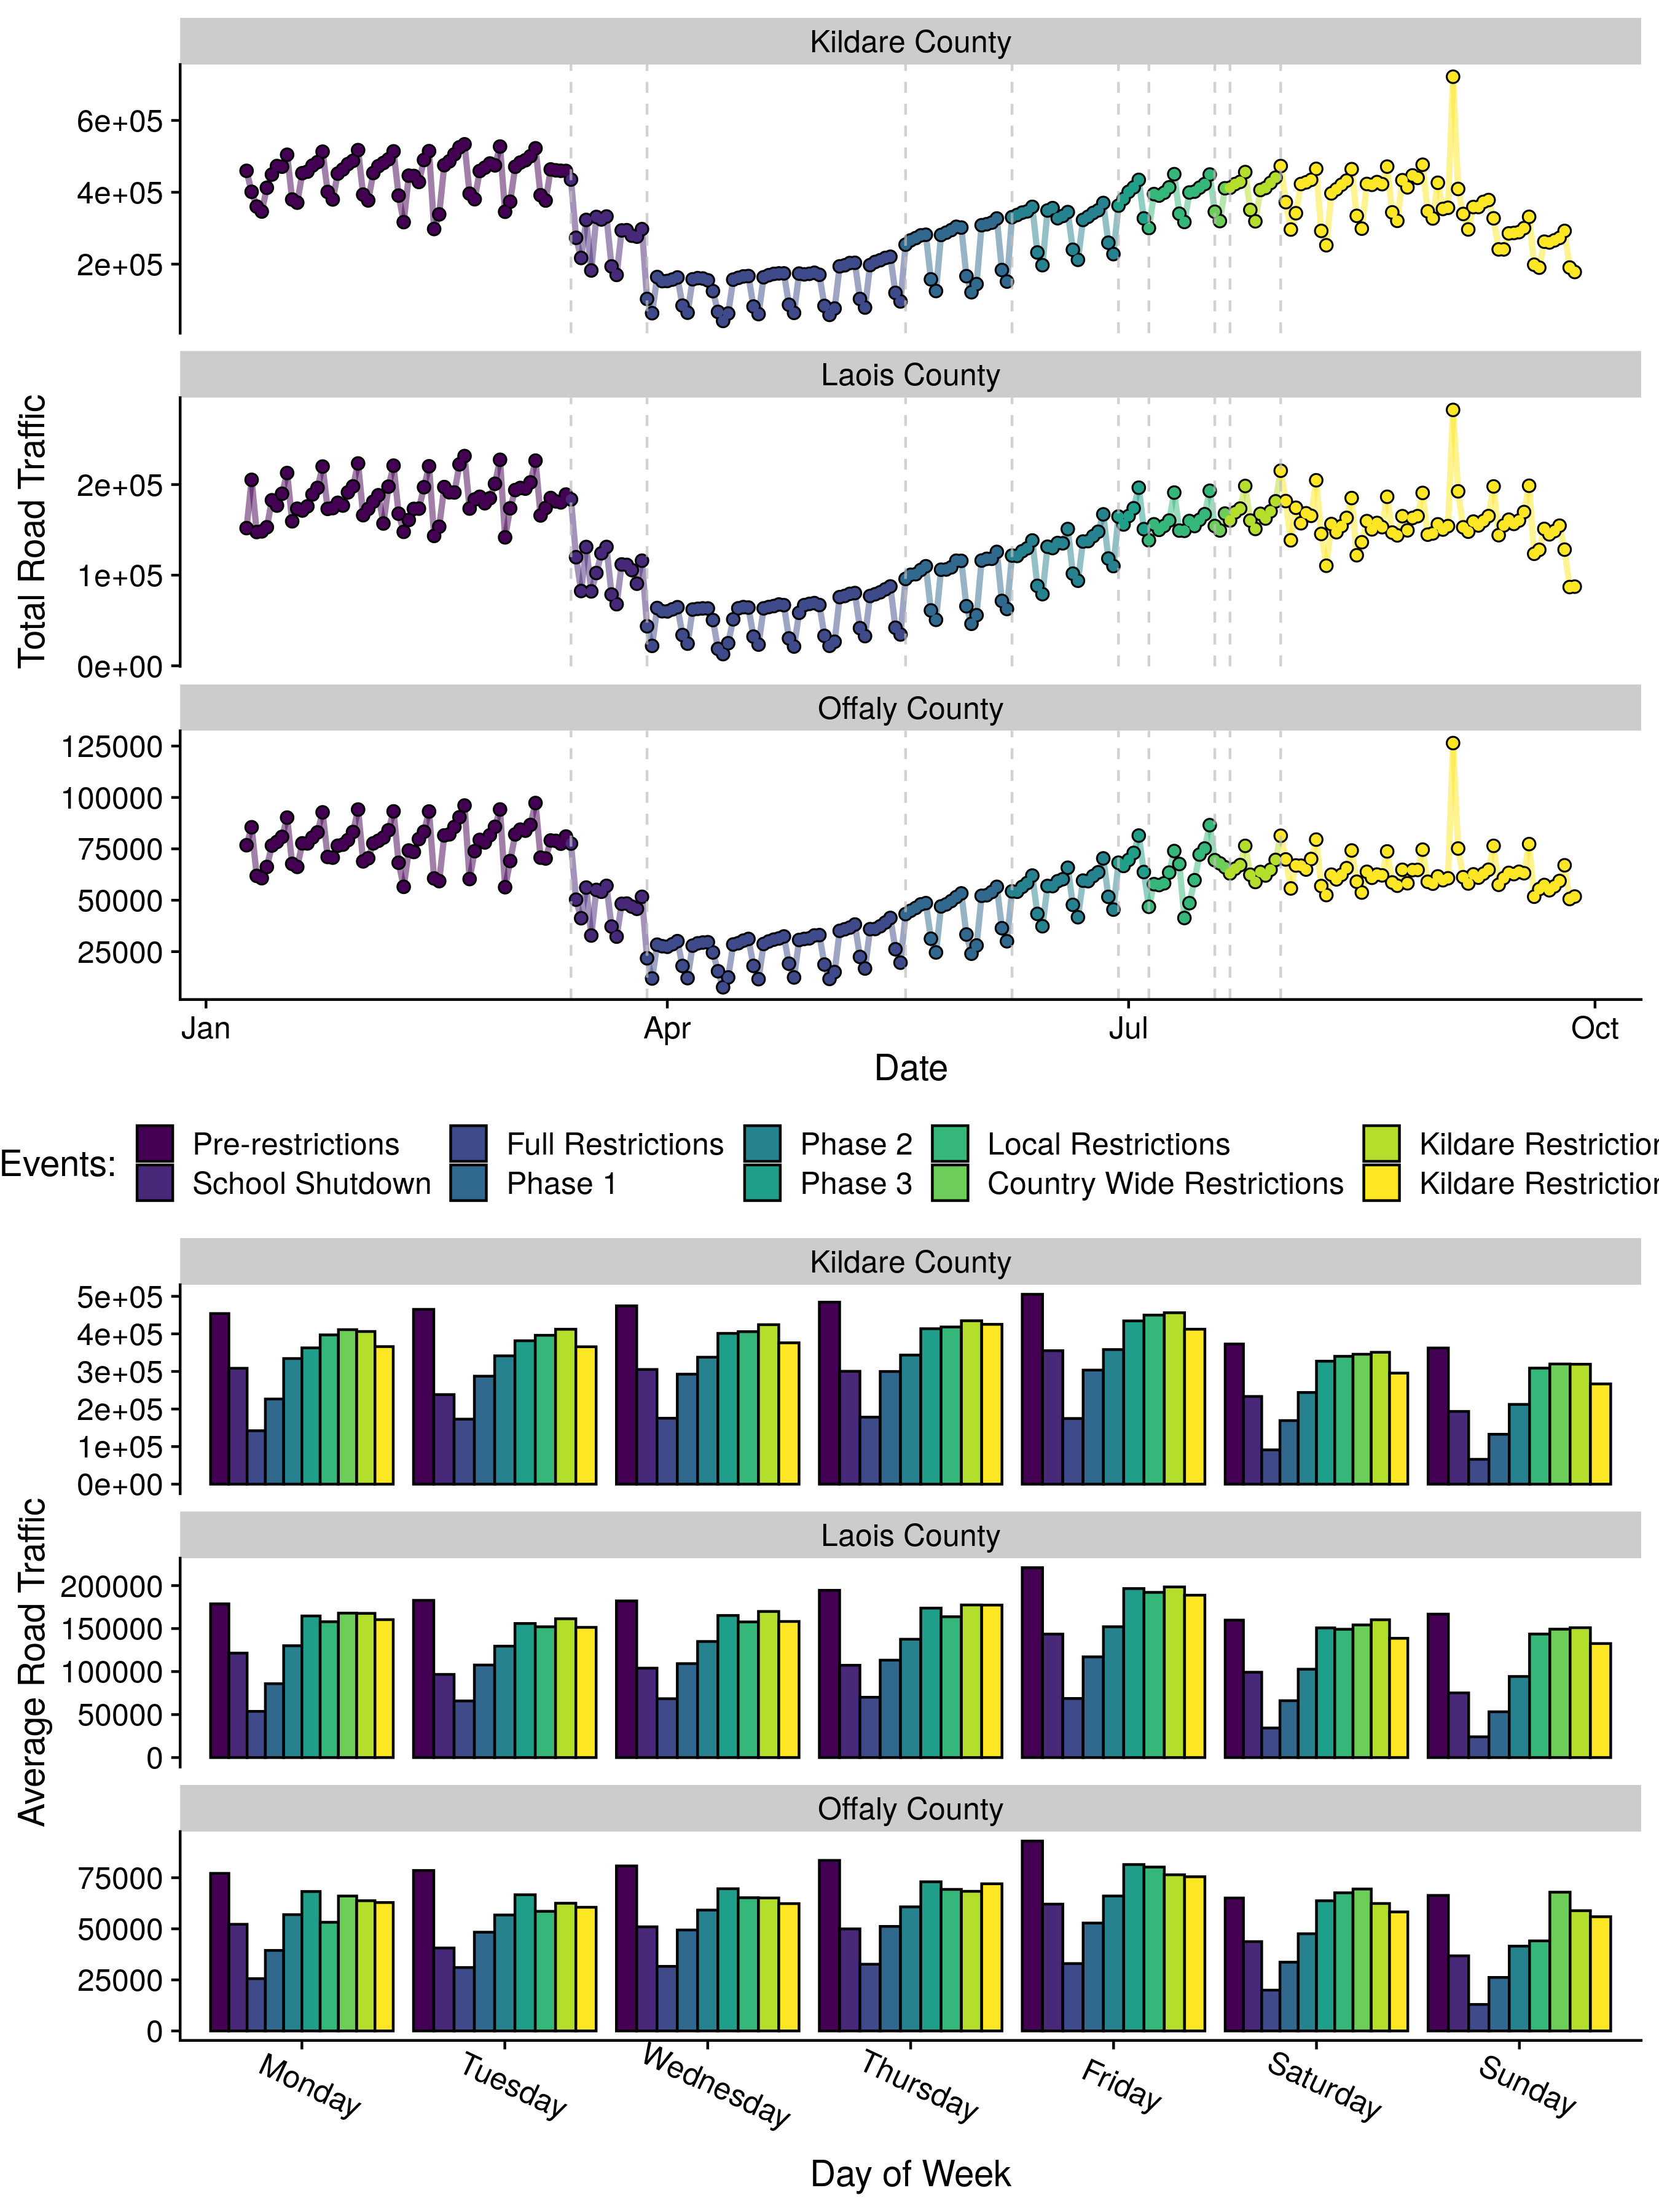 Kildare County
6e+05
4e+05
2e+05
Laois County
2e+05
1e+05
0e+00
Offaly County
125000
100000
75000
50000
25000
Total Road Traffic
Jan Apr Jul Oct
Date
Events:
Pre-restrictions Full Restrictions Phase 2 Local Restrictions Kildare Restriction
School Shutdown Phase 1 Phase 3 Country Wide Restrictions Kildare Restriction
Kildare County
5e+05
4e+05
3e+05
2e+05
1e+05
0e+00
Laois County
200000
150000
100000
50000
0
Offaly County
75000
50000
25000
0
Average Road Traffic
Monday Tuesday Wednesday Thursday Friday Saturday Sunday
Day of Week